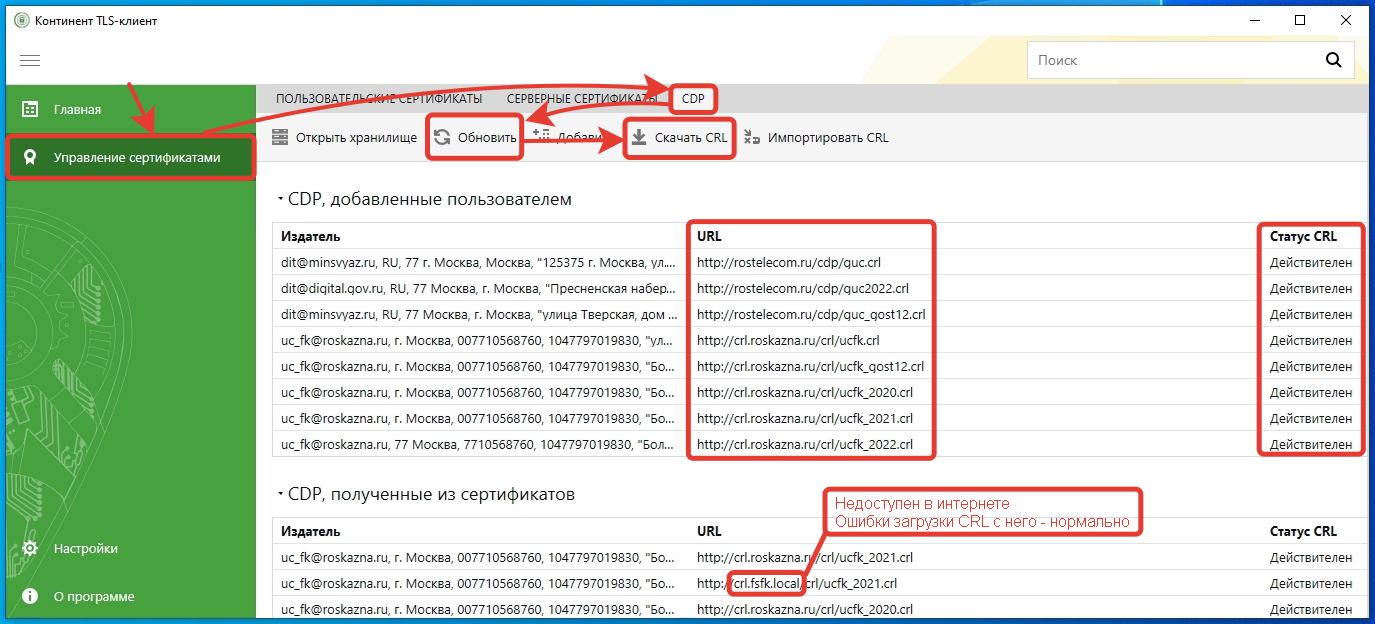 Континент TLS-клиент
Поиск
Главная
Управление сертификатами
Настройки
О программе
ПОЛЬЗОВАТЕЛЬСКИЕ СЕРТИФИКАТЫ СЕРВЕРНЫЕ СЕРТИФИКАТЫ CDP
Открыть хранилище Обновить Добави Скачать CRL Импортировать CRL
CDP, добавленные пользователем
Издатель URL Статус CRL
dit@minsvyaz.ru, RU, 77 г. Москва, Москва, "125375 г. Москва, ул.... http://rostelecom.ru/cdp/guc.crl Действителен
dit@digital.gov.ru, RU, 77 Москва, г. Москва, "Пресненская набер... http://rostelecom.ru/cdp/guc2022.crl Действителен
dit@minsvyaz.ru, RU, 77 Москва, г. Москва, "улица Тверская, дом ... http://rostelecom.ru/cdp/guc_gost12.crl Действителен
uc_fk@roskazna.ru, г. Москва, 007710568760, 1047797019830, "ул... http://crl.roskazna.ru/crl/ucfk.crl Действителен
uc_fk@roskazna.ru, г. Москва, 007710568760, 1047797019830, "Бо... http://crl.roskazna.ru/crl/ucfk_gost12.crl Действителен
uc_fk@roskazna.ru, г. Москва, 007710568760, 1047797019830, "Бо... http://crl.roskazna.ru/crl/ucfk_2020.crl Действителен
uc_fk@roskazna.ru, г. Москва, 007710568760, 1047797019830, "Бо... http://crl.roskazna.ru/crl/ucfk_2021.crl Действителен
uc_fk@roskazna.ru, 77 Москва, 7710568760, 1047797019830, "Бол... http://crl.roskazna.ru/crl/ucfk_2022.crl Действителен
CDP, полученные из сертификатов
Недоступен в интернете
Ошибки загрузки CRL с него - нормально
Издатель URL Статус CRL
uc_fk@roskazna.ru, г. Москва, 007710568760, 1047797019830, "Бо... http://crl.roskazna.ru/crl/ucfk_2021.crl Действителен
uc_fk@roskazna.ru, г. Москва, 007710568760, 1047797019830, "Бо... http://crl.fsfk.local/crl/ucfk_2021.crl Действителен
uc_fk@roskazna.ru, г. Москва, 007710568760, 1047797019830, "Бо... http://crl.roskazna.ru/crl/ucfk_2020.crl Действителен